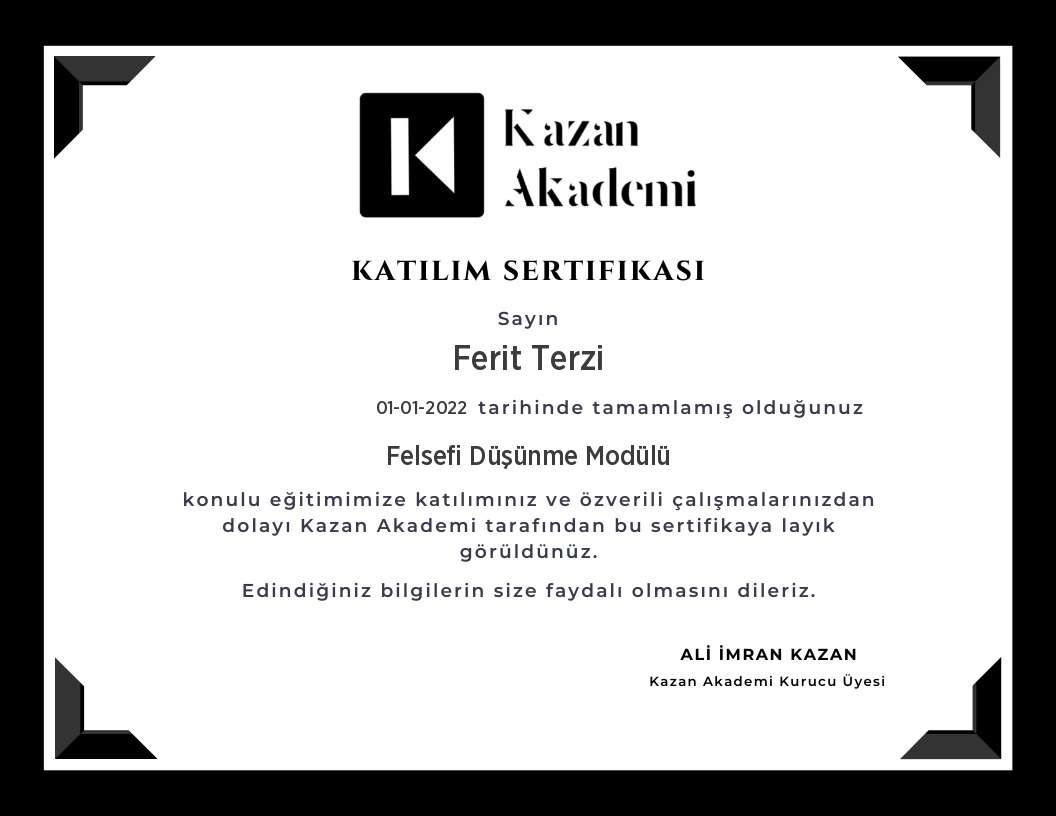 Kazan
Akademi
KATILIM SERTIFIKASI
Sayın
Ferit Terzi
01-01-2022 tarihinde tamamlamış olduğunuz
Felsefi Düşünme Modülü
konulu eğitimimize katılımınız ve özverili çalışmalarınızdan
dolayı Kazan Akademi tarafından bu sertifikaya layık
görüldünüz.
Edindiğiniz bilgilerin size faydalı olmasını dileriz.
ALİ İMRAN KAZAN
Kazan Akademi Kurucu Üyesi